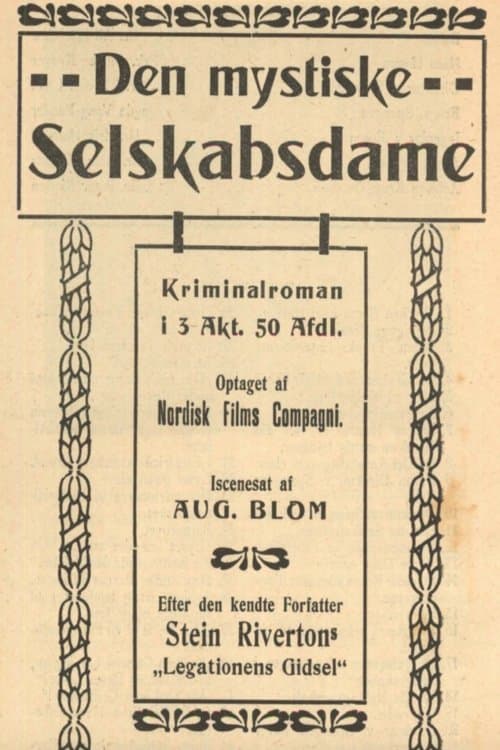 Den mystiske
Selskabsdame
Kriminalroman
i 3 Akt. 50 Afdl.
Optaget af
Nordisk Films Compagni.
Iscenesat af
AUG. BLOM
Efter den kendte Forfatter
Stein Rivertons
„Legationens Gidsel“